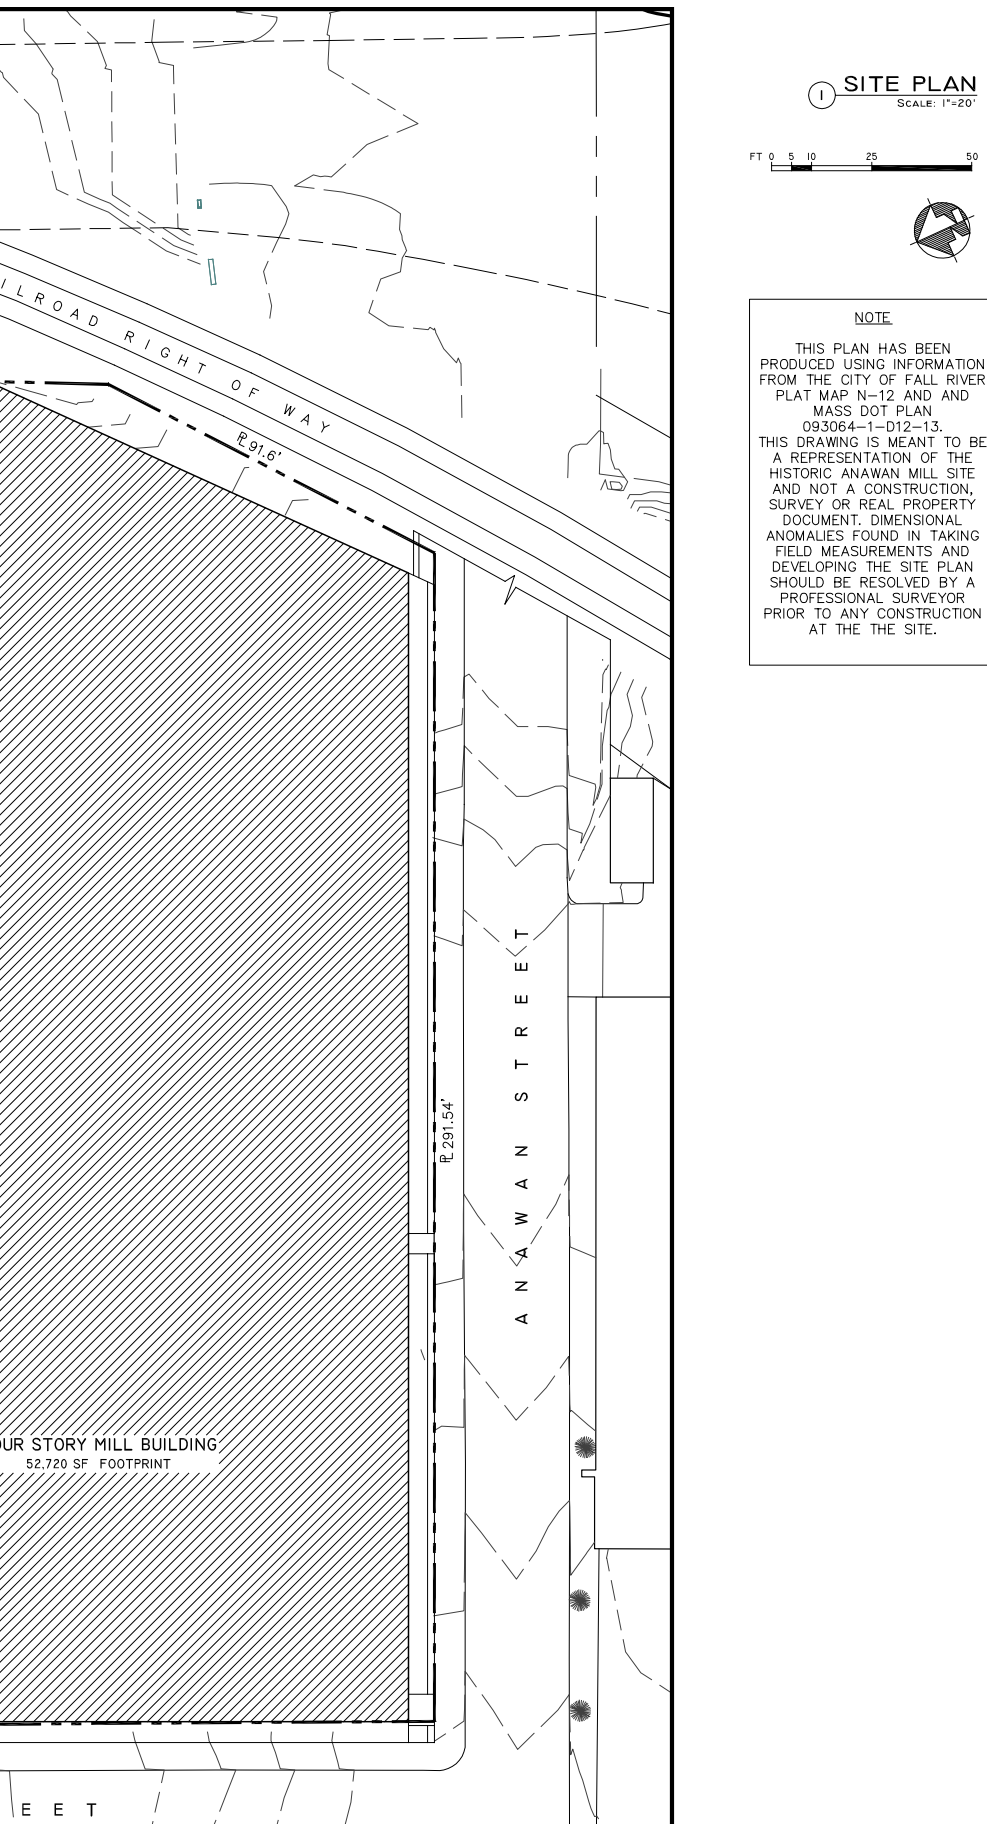 1 SITE PLAN
SCALE: 1"=20'
FT 0 5 10 25 50
NOTE
THIS PLAN HAS BEEN
PRODUCED USING INFORMATION
FROM THE CITY OF FALL RIVER
PLAT MAP N-12 AND AND
MASS DOT PLAN
093064-1-D12-13.
THIS DRAWING IS MEANT TO BE
A REPRESENTATION OF THE
HISTORIC ANAWAN MILL SITE
AND NOT A CONSTRUCTION,
SURVEY OR REAL PROPERTY
DOCUMENT. DIMENSIONAL
ANOMALIES FOUND IN TAKING
FIELD MEASUREMENTS AND
DEVELOPING THE SITE PLAN
SHOULD BE RESOLVED BY A
PROFESSIONAL SURVEYOR
PRIOR TO ANY CONSTRUCTION
AT THE THE SITE.
ILROAD RIGHT OF WAY
PL 91.6'
ANAWAN STREET
PL 291.54'
OUR STORY MILL BUILDING
52,720 SF FOOTPRINT
EET